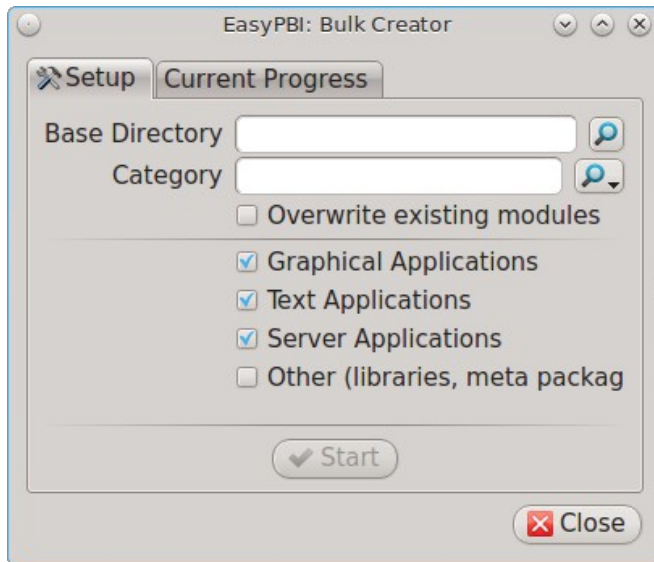 EasyPBI: Bulk Creator
Setup
Current Progress
Base Directory
Category
Overwrite existing modules
Graphical Applications
Text Applications
Server Applications
Other (libraries, meta packag
Start
Close